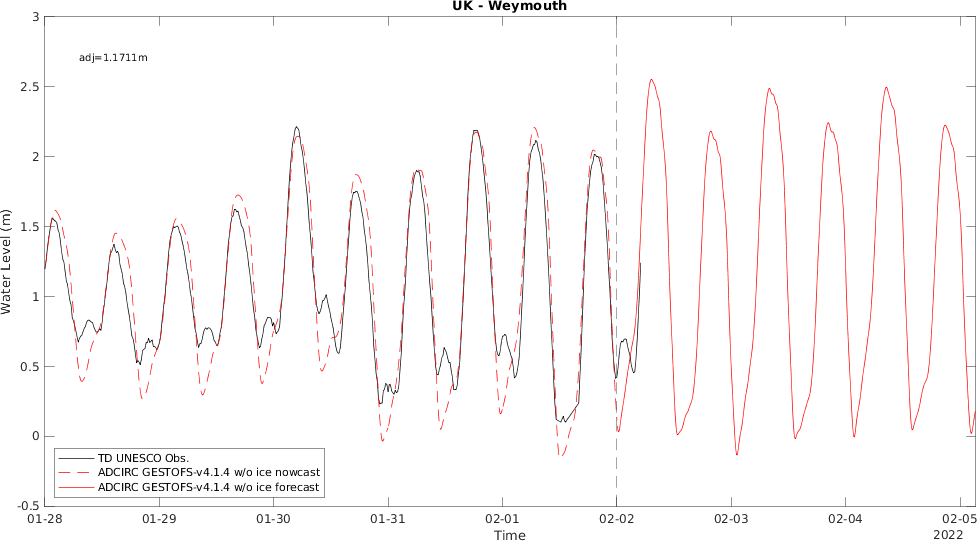 UK - Weymouth
3
adj=1.1711m
2.5
2
1.5
1
0.5
0
-0.5
Water Level (m)
TD UNESCO Obs.
ADCIRC GESTOFS-v4.1.4 w/o ice nowcast
ADCIRC GESTOFS-v4.1.4 w/o ice forecast
01-28 01-29 01-30 01-31 02-01 02-02 02-03 02-04 02-05
Time
2022